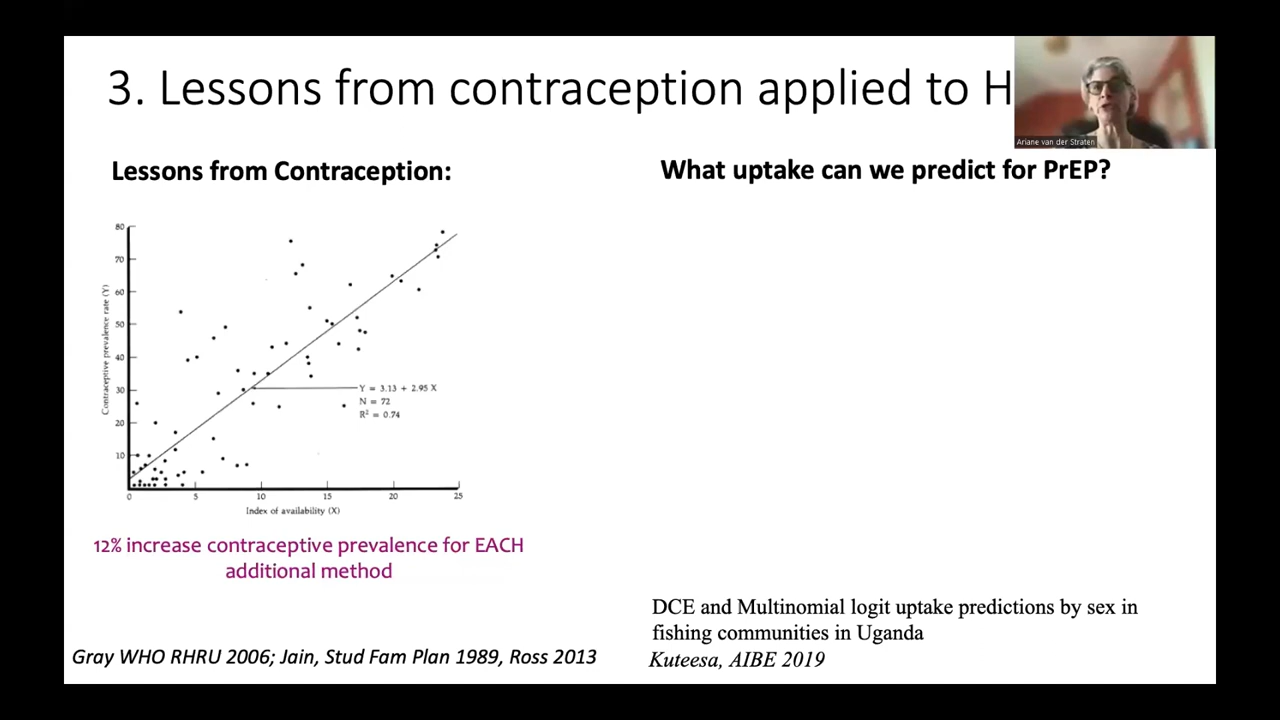 3. Lessons from contraception applied to H
Ariane van der Straten
Lessons from Contraception:
What uptake can we predict for PrEP?
Contraceptive prevalence rate (Y)
80
70
60
50
40
30
20
10
Y = 3.13 + 2.95 X
N = 72
R² = 0.74
0 5 10 15 20 25
Index of availability (X)
12% increase contraceptive prevalence for EACH
additional method
Gray WHO RHRU 2006; Jain, Stud Fam Plan 1989, Ross 2013
DCE and Multinomial logit uptake predictions by sex in
fishing communities in Uganda
Kuteesa, AIBE 2019